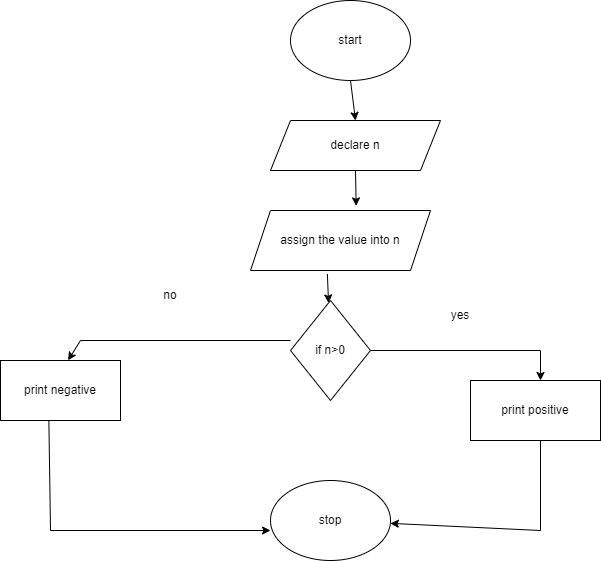 start
declare n
assign the value into n
no
yes
if n>0
print negative
print positive
stop